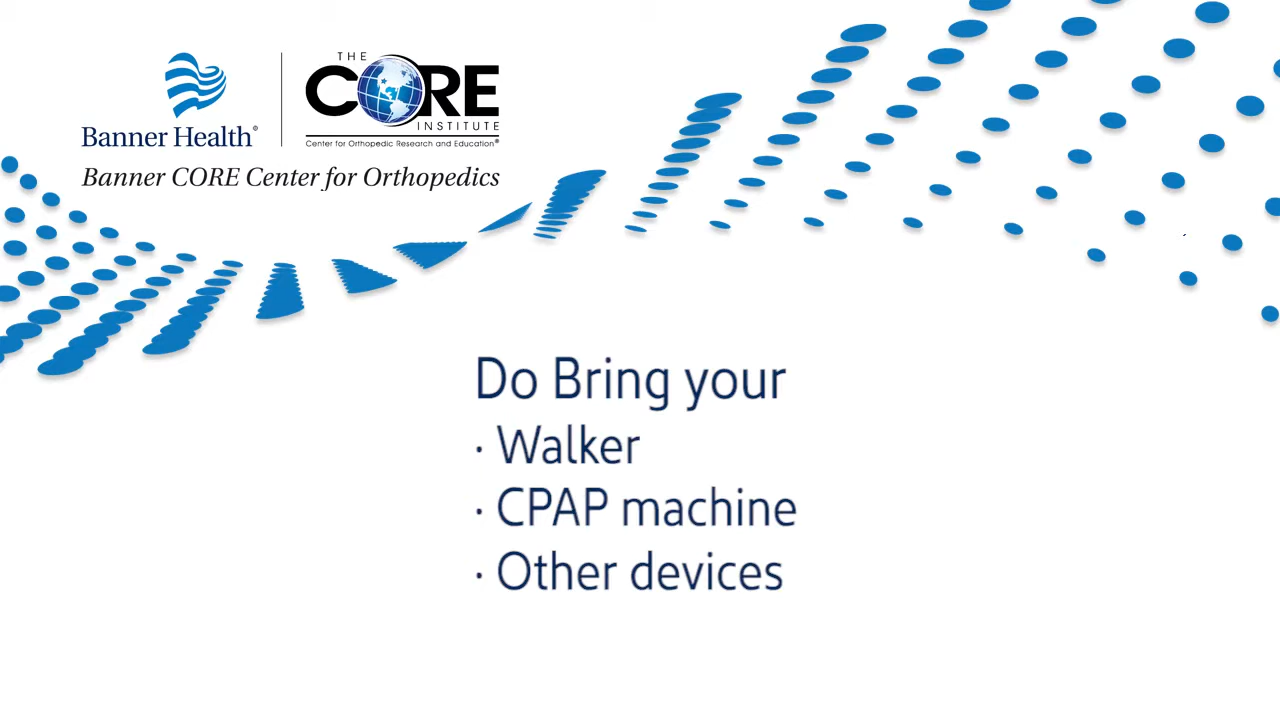 Banner Health®
THE
CORE
INSTITUTE
Center for Orthopedic Research and Education®
Banner CORE Center for Orthopedics
Do Bring your
· Walker
· CPAP machine
· Other devices